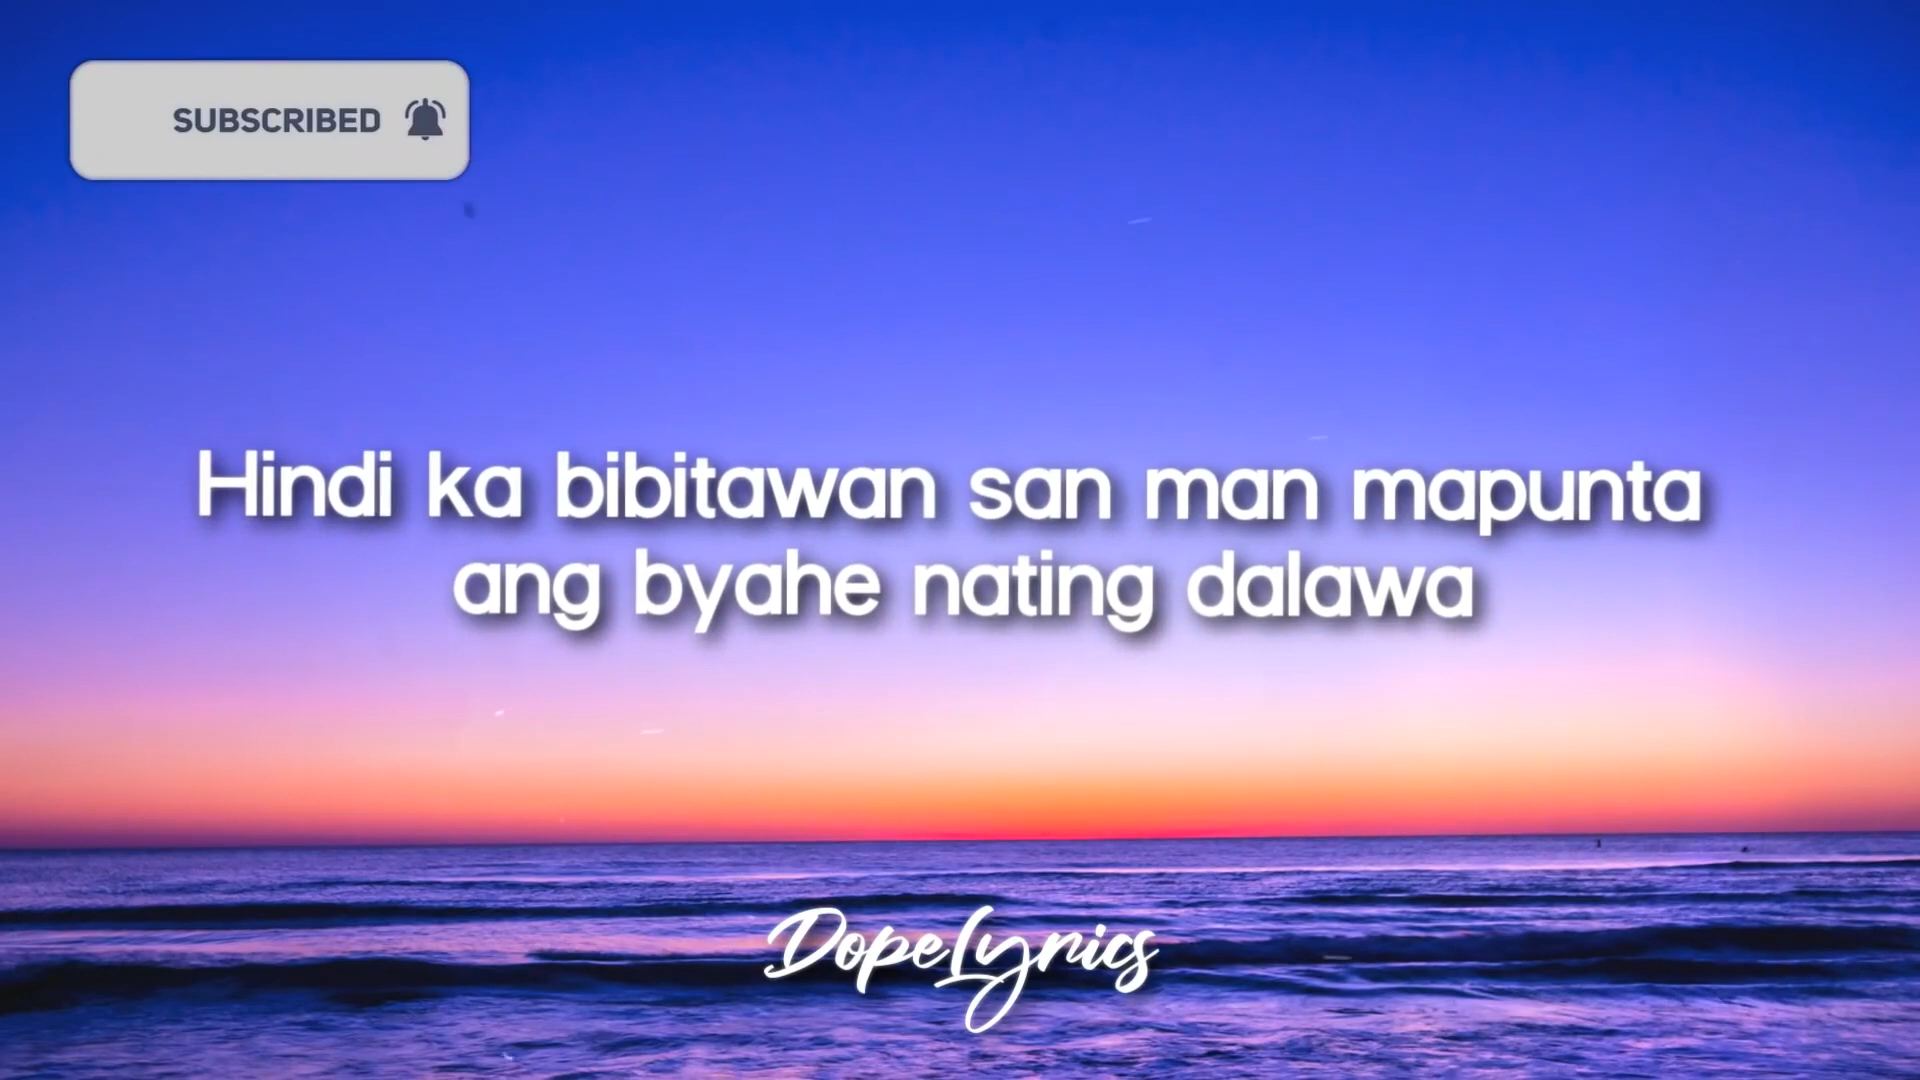 SUBSCRIBED
Hindi ka bibitawan san man mapunta
ang byahe nating dalawa
DopeLyrics